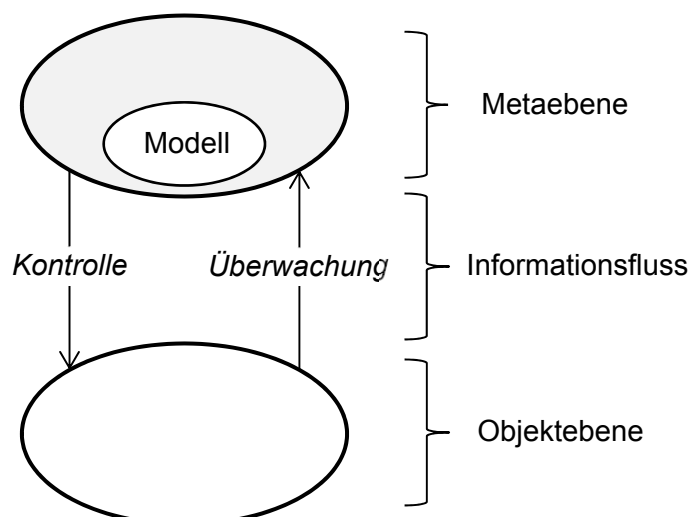 Metaebene
Modell
Kontrolle Überwachung Informationsfluss
Objektebene